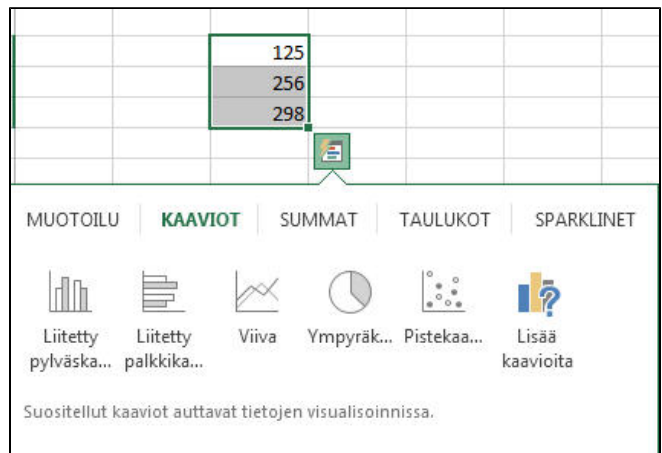 125
256
298
MUOTOILU KAAVIOT SUMMAT TAULUKOT SPARKLINET
Liitetty pylväska... Liitetty palkkika... Viiva Ympyräk... Pistekaa... Lisää kaavioita
Suositellut kaaviot auttavat tietojen visualisoinnissa.